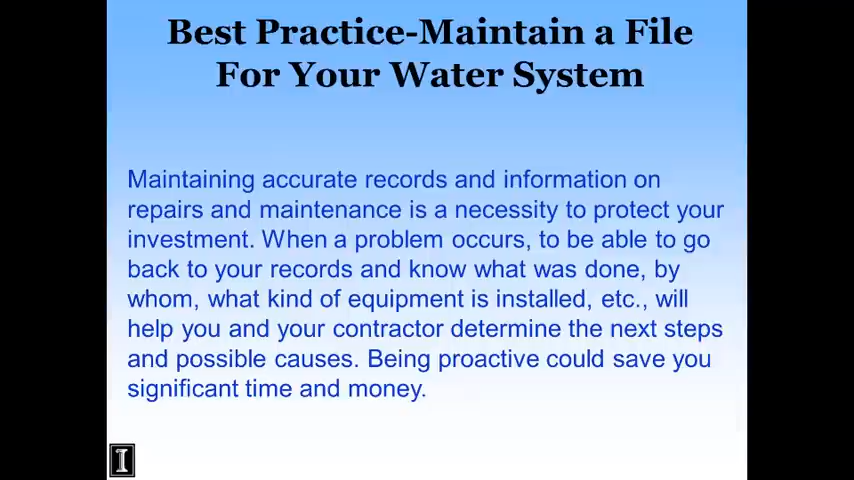 Best Practice-Maintain a File
For Your Water System
Maintaining accurate records and information on
repairs and maintenance is a necessity to protect your
investment. When a problem occurs, to be able to go
back to your records and know what was done, by
whom, what kind of equipment is installed, etc., will
help you and your contractor determine the next steps
and possible causes. Being proactive could save you
significant time and money.
I